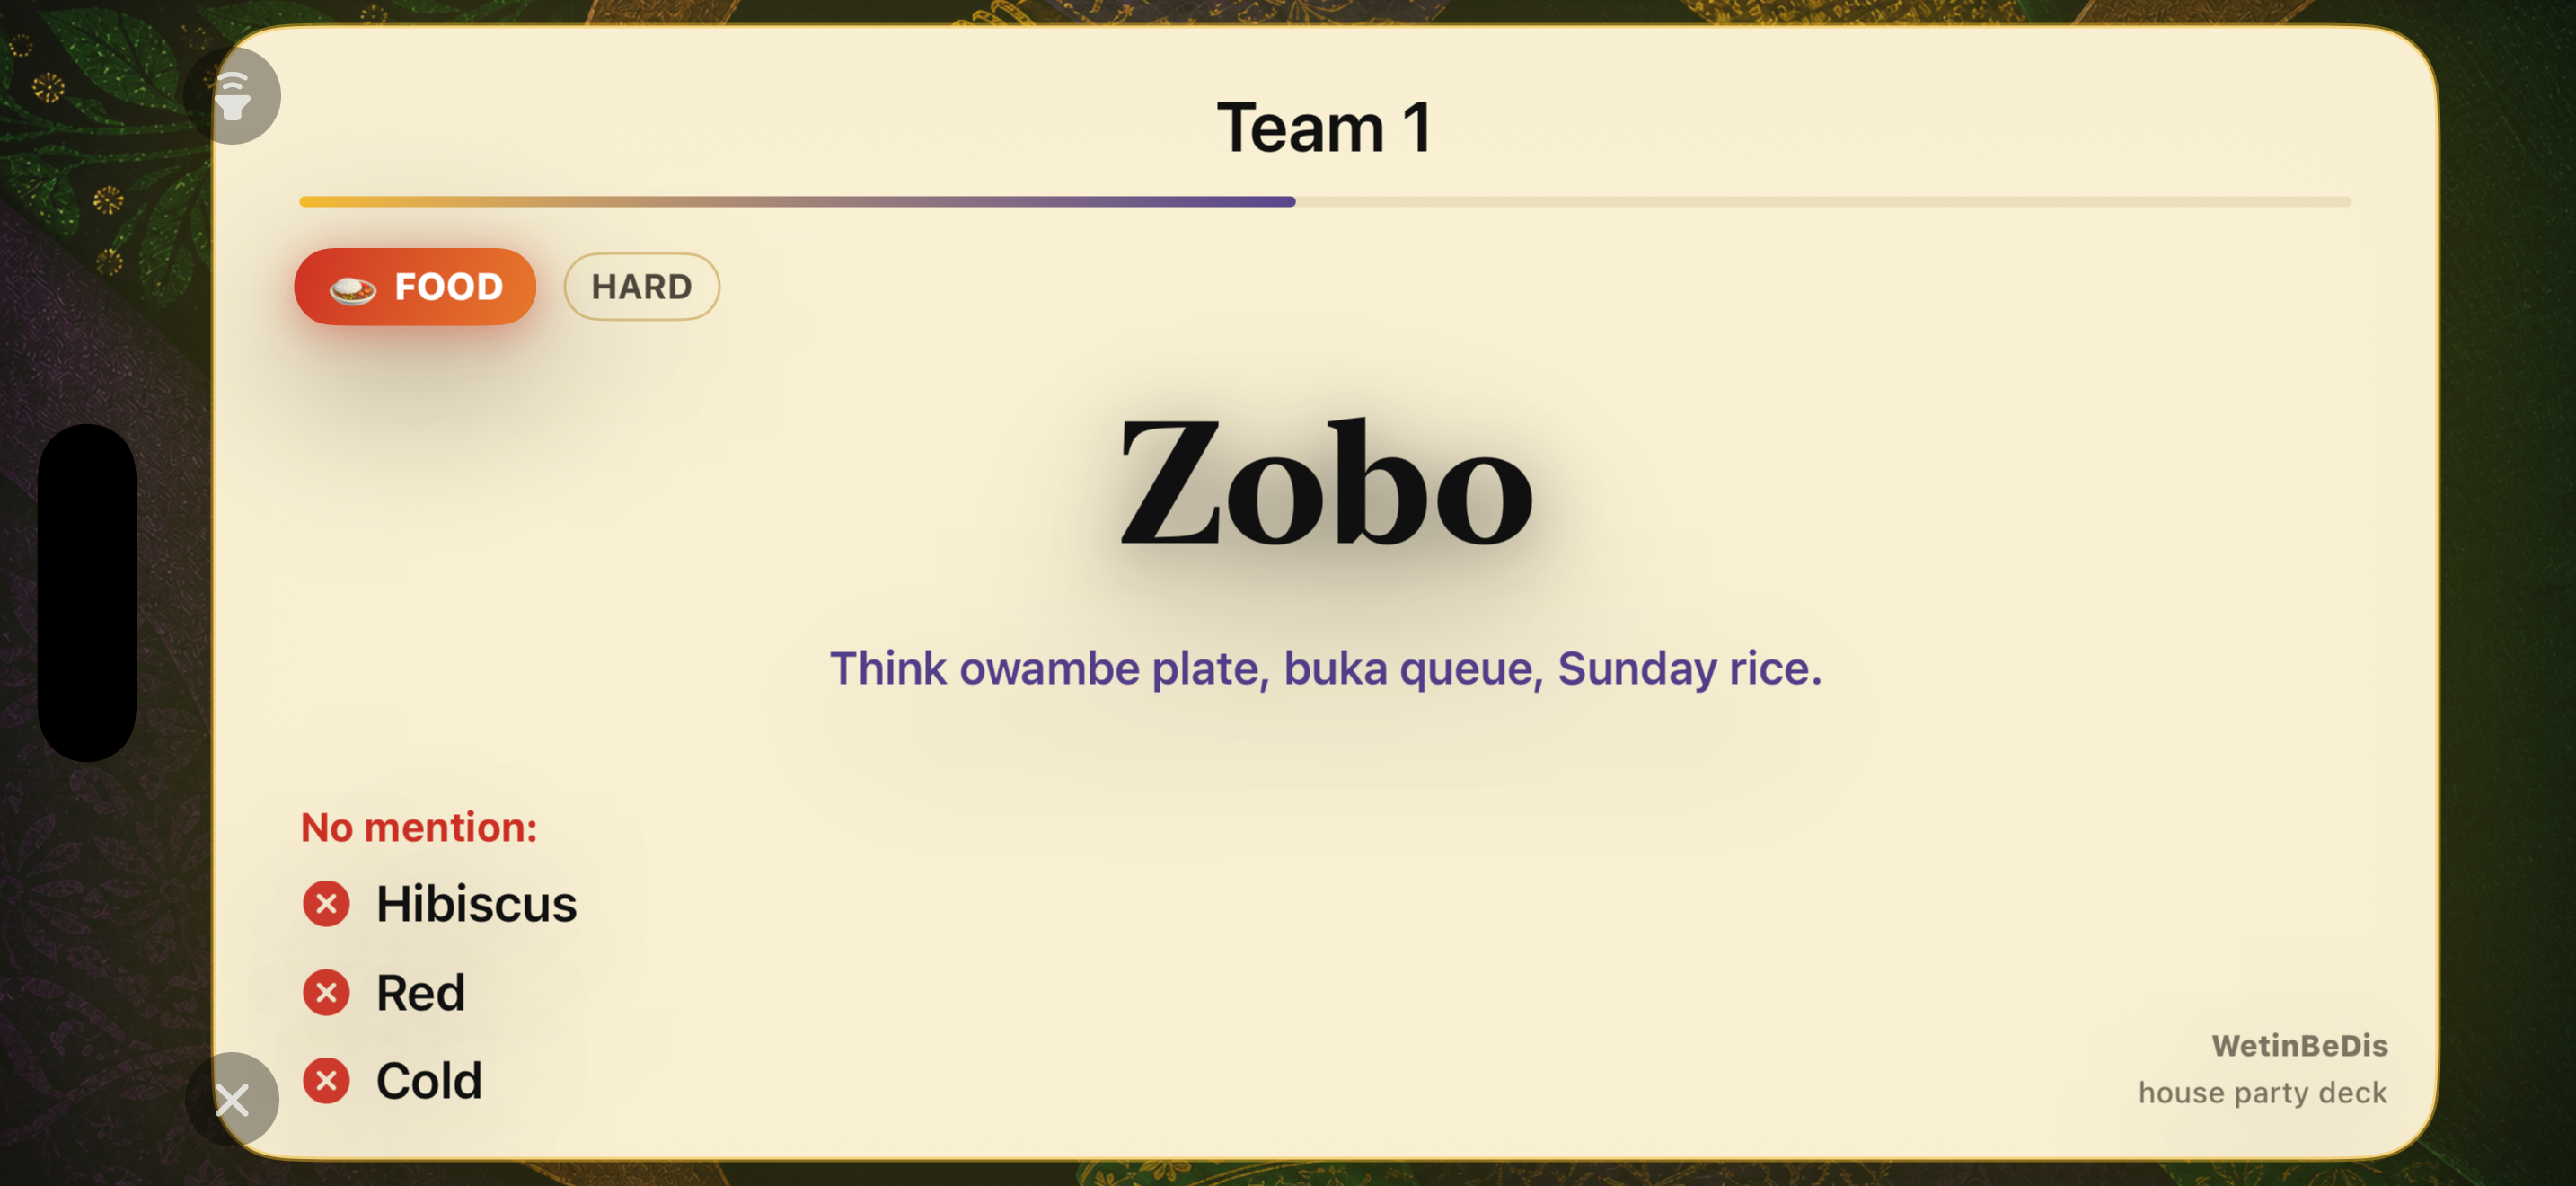 Team 1
FOOD
HARD
Zobo
Think owambe plate, buka queue, Sunday rice.
No mention:
Hibiscus
Red
Cold
WetinBeDis
house party deck